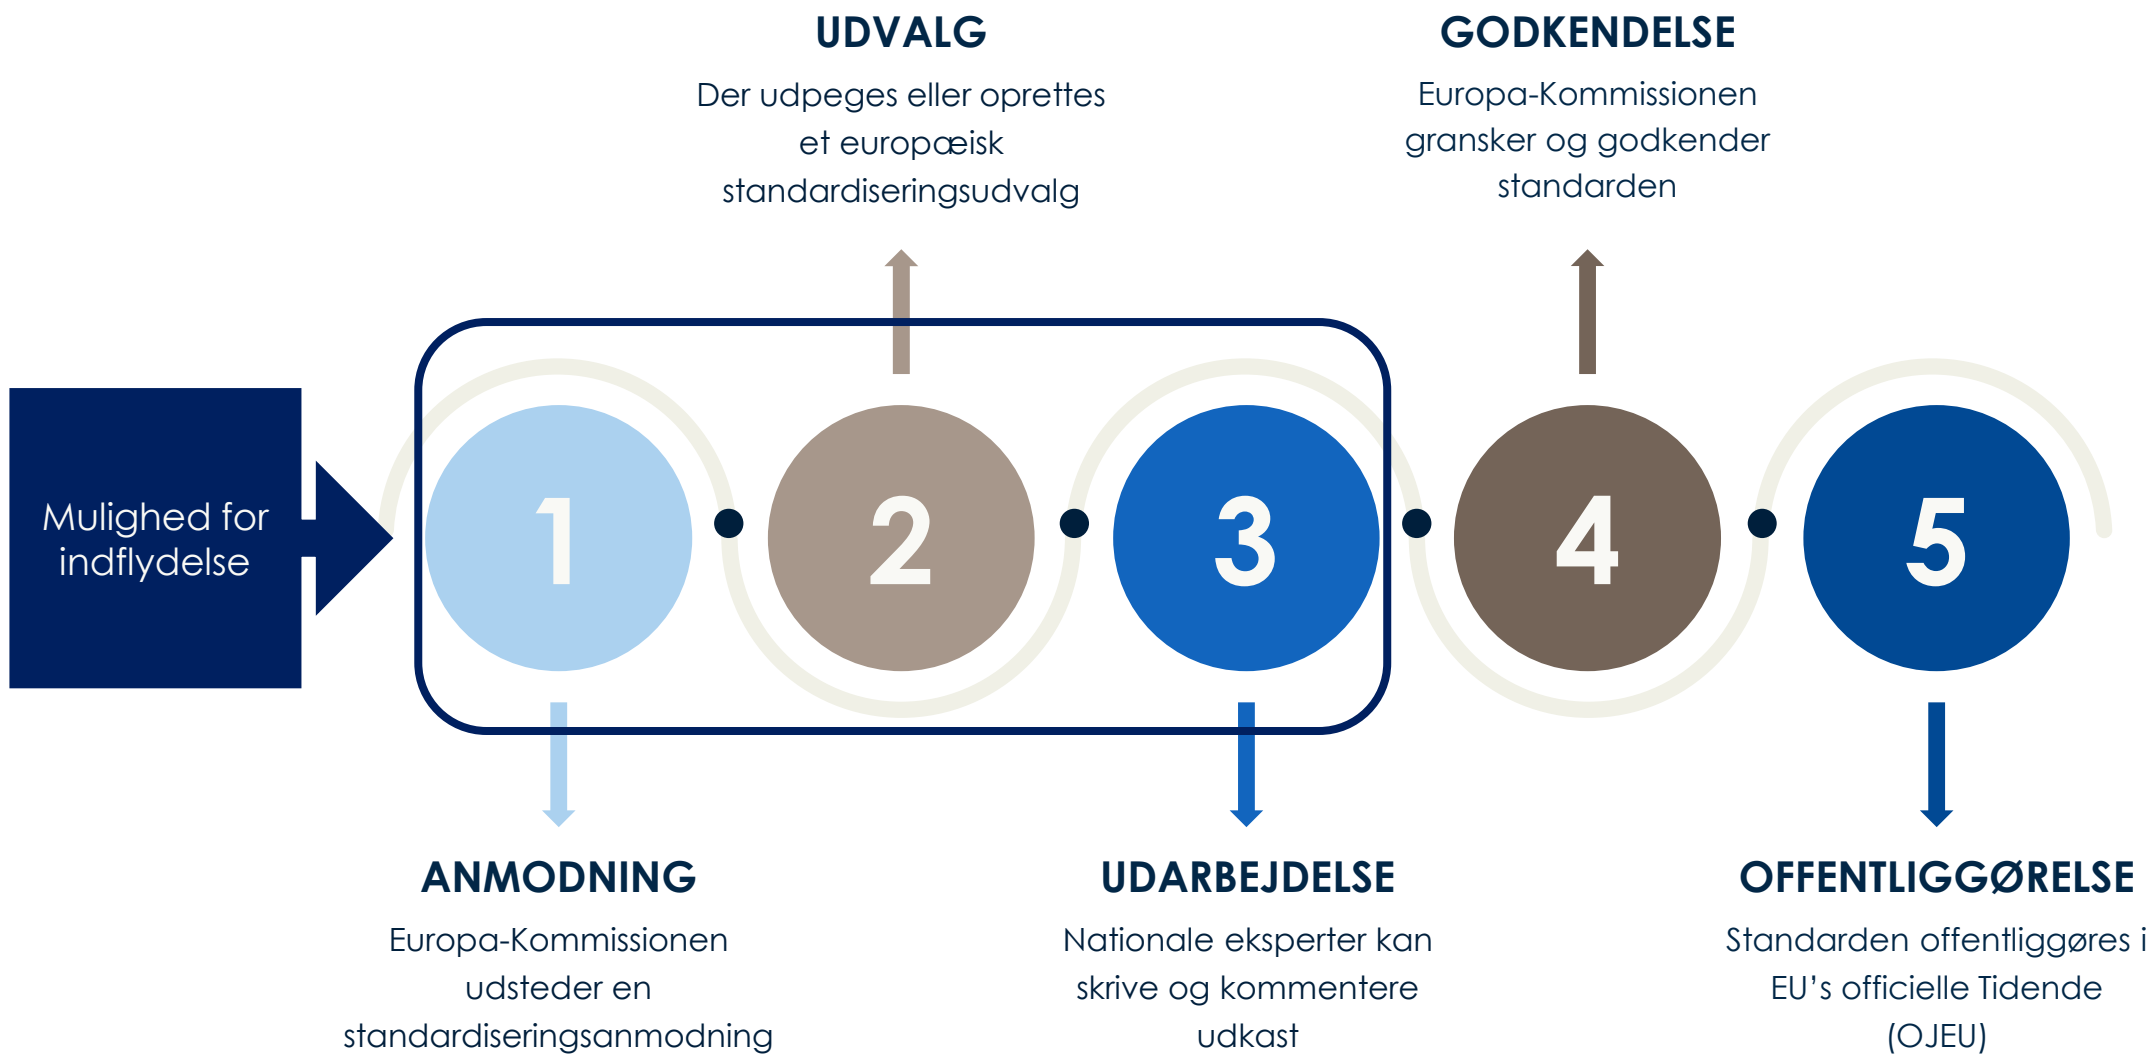 UDVALG
Der udpeges eller oprettes
et europæisk
standardiseringsudvalg
GODKENDELSE
Europa-Kommissionen
gransker og godkender
standarden
Mulighed for
indflydelse
1
2
3
4
5
ANMODNING
Europa-Kommissionen
udsteder en
standardiseringsanmodning
UDARBEJDELSE
Nationale eksperter kan
skrive og kommentere
udkast
OFFENTLIGGØRELSE
Standarden offentliggøres i
EU’s officielle Tidende
(OJEU)